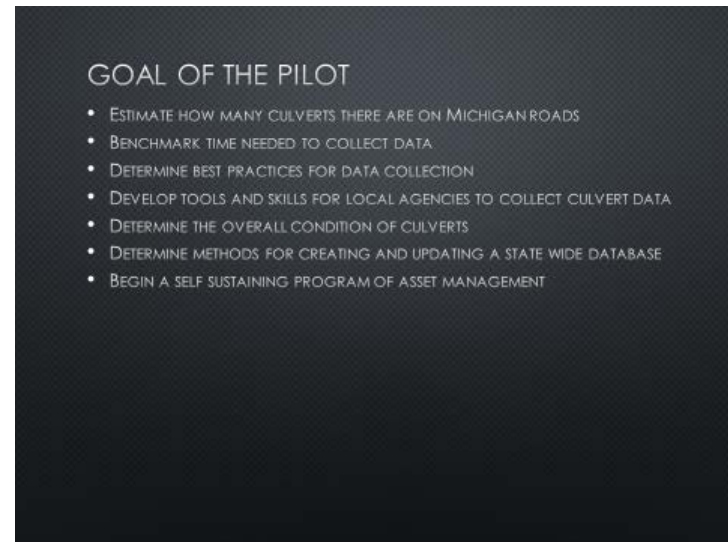 GOAL OF THE PILOT
• ESTIMATE HOW MANY CULVERTS THERE ARE ON MICHIGAN ROADS
• BENCHMARK TIME NEEDED TO COLLECT DATA
• DETERMINE BEST PRACTICES FOR DATA COLLECTION
• DEVELOP TOOLS AND SKILLS FOR LOCAL AGENCIES TO COLLECT CULVERT DATA
• DETERMINE THE OVERALL CONDITION OF CULVERTS
• DETERMINE METHODS FOR CREATING AND UPDATING A STATE WIDE DATABASE
• BEGIN A SELF SUSTAINING PROGRAM OF ASSET MANAGEMENT